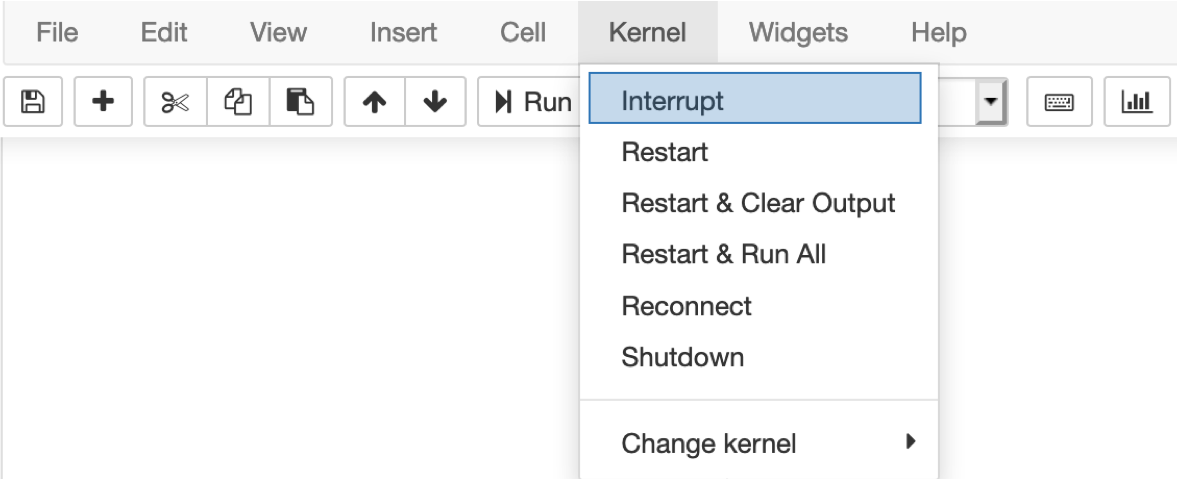 File Edit View Insert Cell Kernel Widgets Help
Run
Interrupt
Restart
Restart & Clear Output
Restart & Run All
Reconnect
Shutdown
Change kernel